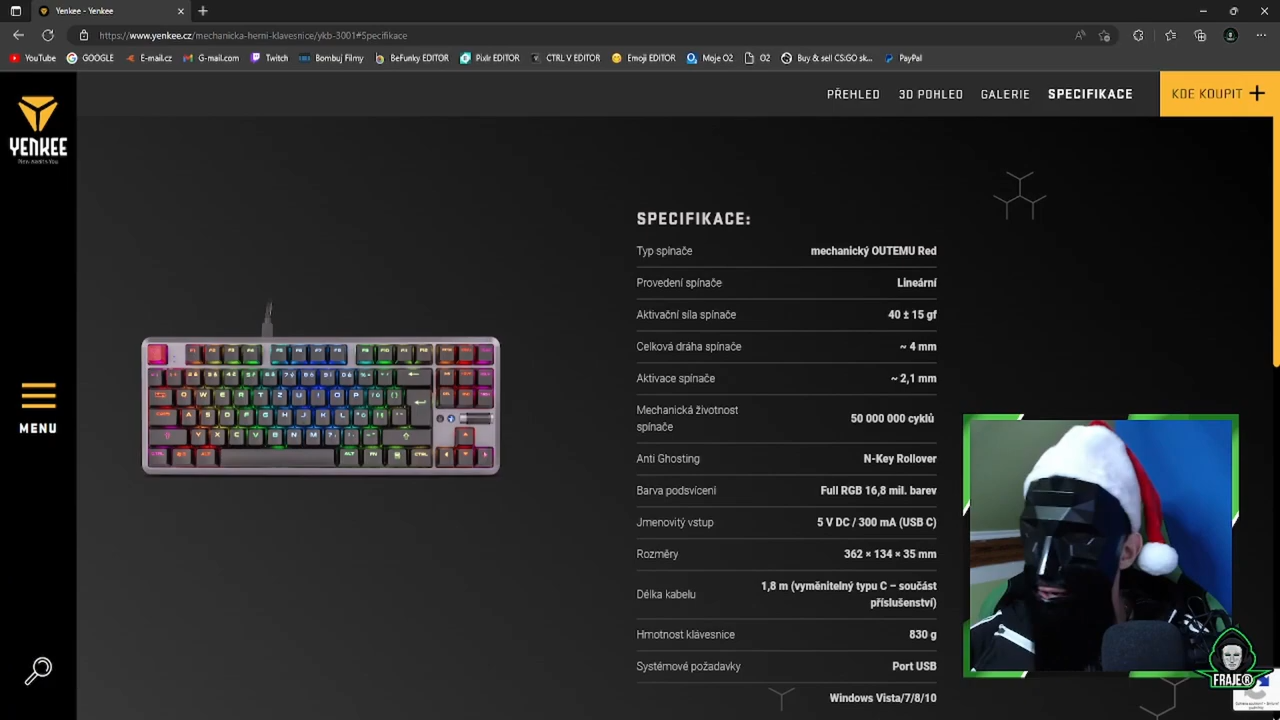 Yenkee - Yenkee
https://www.yenkee.cz/mechanicka-herni-klavesnice/ykb-3001#Specifikace
YouTube GOOGLE E-mail.cz G-mail.com Twitch Bombuj Filmy BeFunky EDITOR Pixlr EDITOR CTRL V EDITOR Emoji EDITOR Moje O2 O2 Buy & sell CS:GO sk... PayPal
PŘEHLED 3D POHLED GALERIE SPECIFIKACE KDE KOUPIT
YENKEE
MENU
SPECIFIKACE:
Typ spínače mechanický OUTEMU Red
Provedení spínače Lineární
Aktivační síla spínače 40 ± 15 gf
Celková dráha spínače ~ 4 mm
Aktivace spínače ~ 2,1 mm
Mechanická životnost
spínače 50 000 000 cyklů
Anti Ghosting N-Key Rollover
Barva podsvícení Full RGB 16,8 mil. barev
Jmenovitý vstup 5 V DC / 300 mA (USB C)
Rozměry 362 × 134 × 35 mm
Délka kabelu 1,8 m (vyměnitelný typu C – součást
příslušenství)
Hmotnost klávesnice 830 g
Systémové požadavky Port USB
Windows Vista/7/8/10
FRAJE®